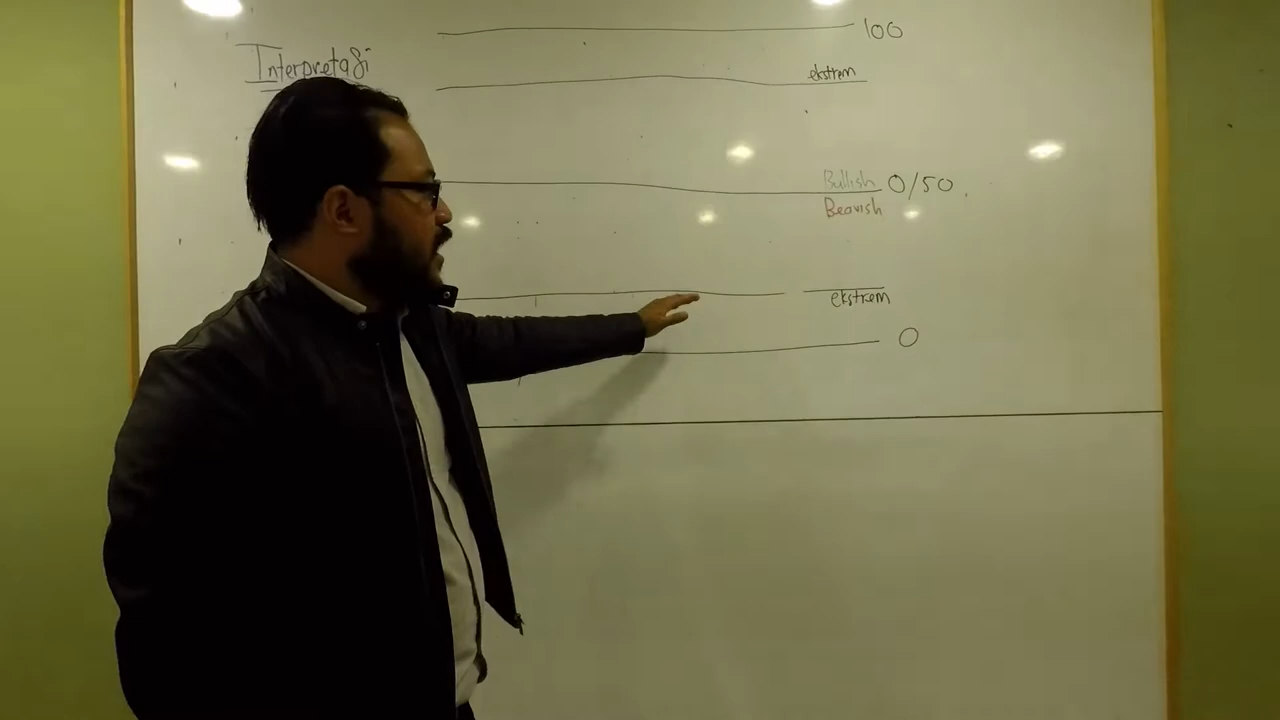 100
Interpretasi
ekstrem
Bullish 0/50
Bearish
ekstrem
0